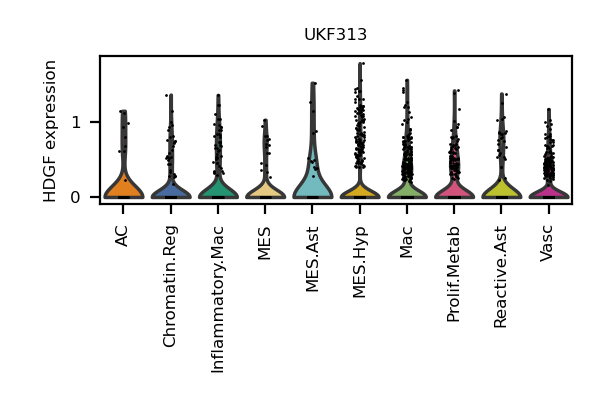 UKF313
HDGF expression
1
0
AC
Chromatin.Reg
Inflammatory.Mac
MES
MES.Ast
MES.Hyp
Mac
Prolif.Metab
Reactive.Ast
Vasc